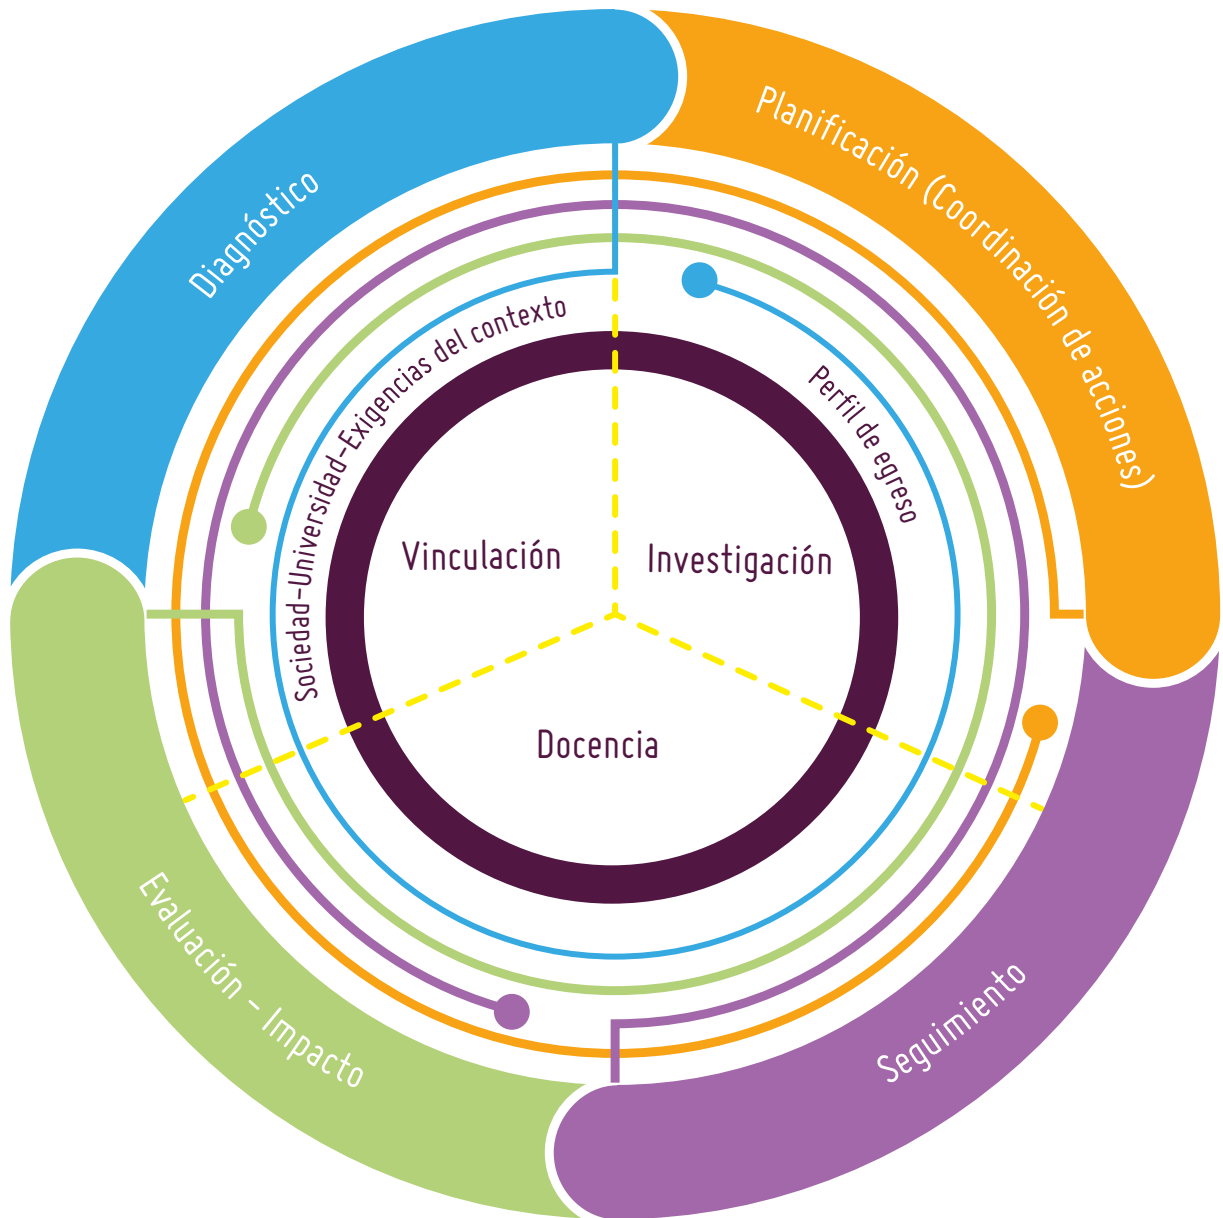 Diagnóstico
Planificación (Coordinación de acciones)
Seguimiento
Evaluación - Impacto
Sociedad-Universidad-Exigencias del contexto
Perfil de egreso
Vinculación
Investigación
Docencia